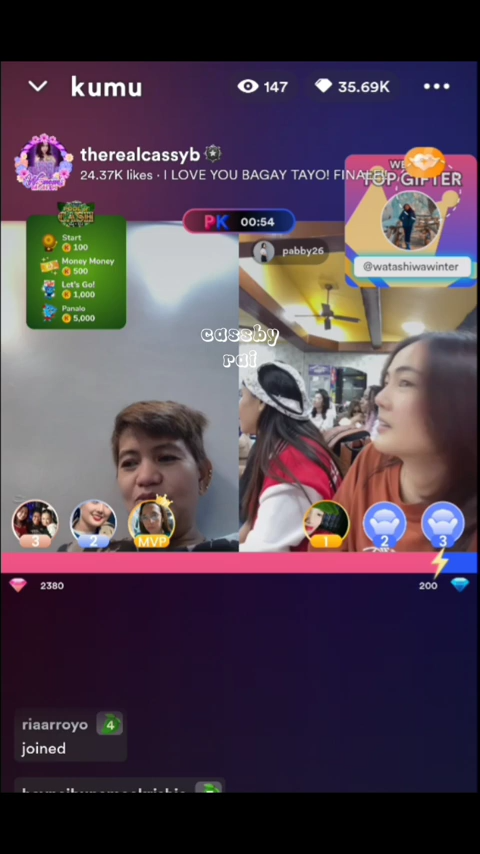 kumu
147
35.69K
therealcassyb
24.37K likes · I LOVE YOU BAGAY TAYO! FINALE!
TOP GIFTER
@watashiwawinter
CASH
Start
100
Money Money
500
Let's Go!
1,000
Panalo
5,000
PK 00:54
pabby26
cassby
rai
3
2
MVP
1
2
3
2380
200
riaarroyo 4
joined